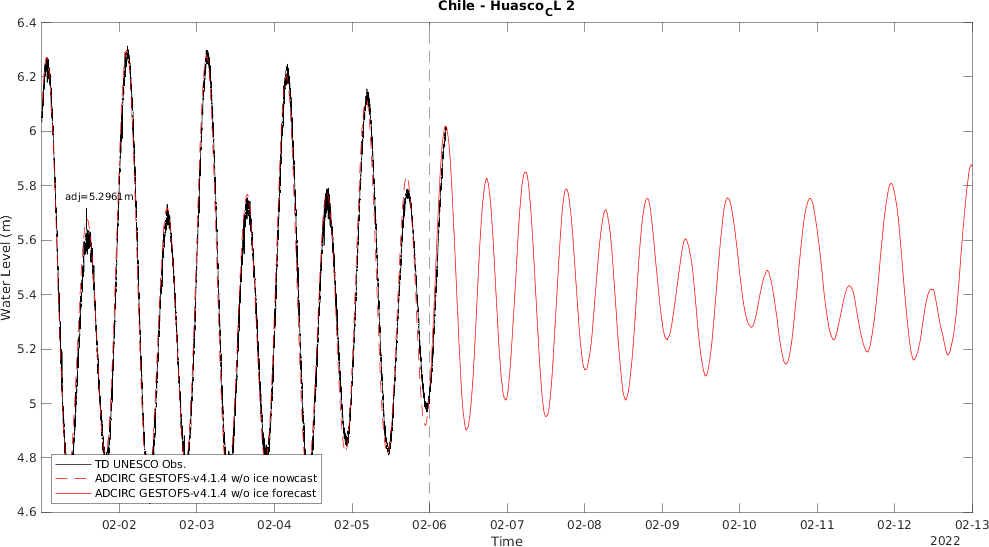 Chile - HuascoCL 2
6.4
6.2
6
5.8
5.6
5.4
5.2
5
4.8
4.6
Water Level (m)
adj=5.2961m
TD UNESCO Obs.
ADCIRC GESTOFS-v4.1.4 w/o ice nowcast
ADCIRC GESTOFS-v4.1.4 w/o ice forecast
02-02 02-03 02-04 02-05 02-06 02-07 02-08 02-09 02-10 02-11 02-12 02-13
Time
2022